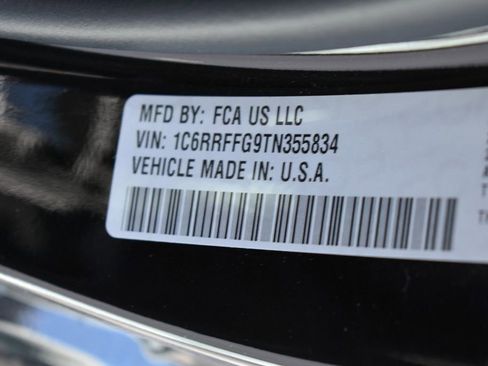 MFD BY: FCA US LLC
VIN: 1C6RRFFG9TN355834
VEHICLE MADE IN: U.S.A.